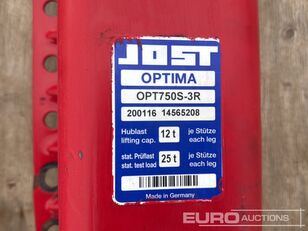 JOST
OPTIMA
OPT750S-3R
200116 14565208
Hublast 12 t je Stütze
lifting cap. each leg
stat. Prüflast 25 t je Stütze
stat. test load each leg
Made in Germany
EURO AUCTIONS